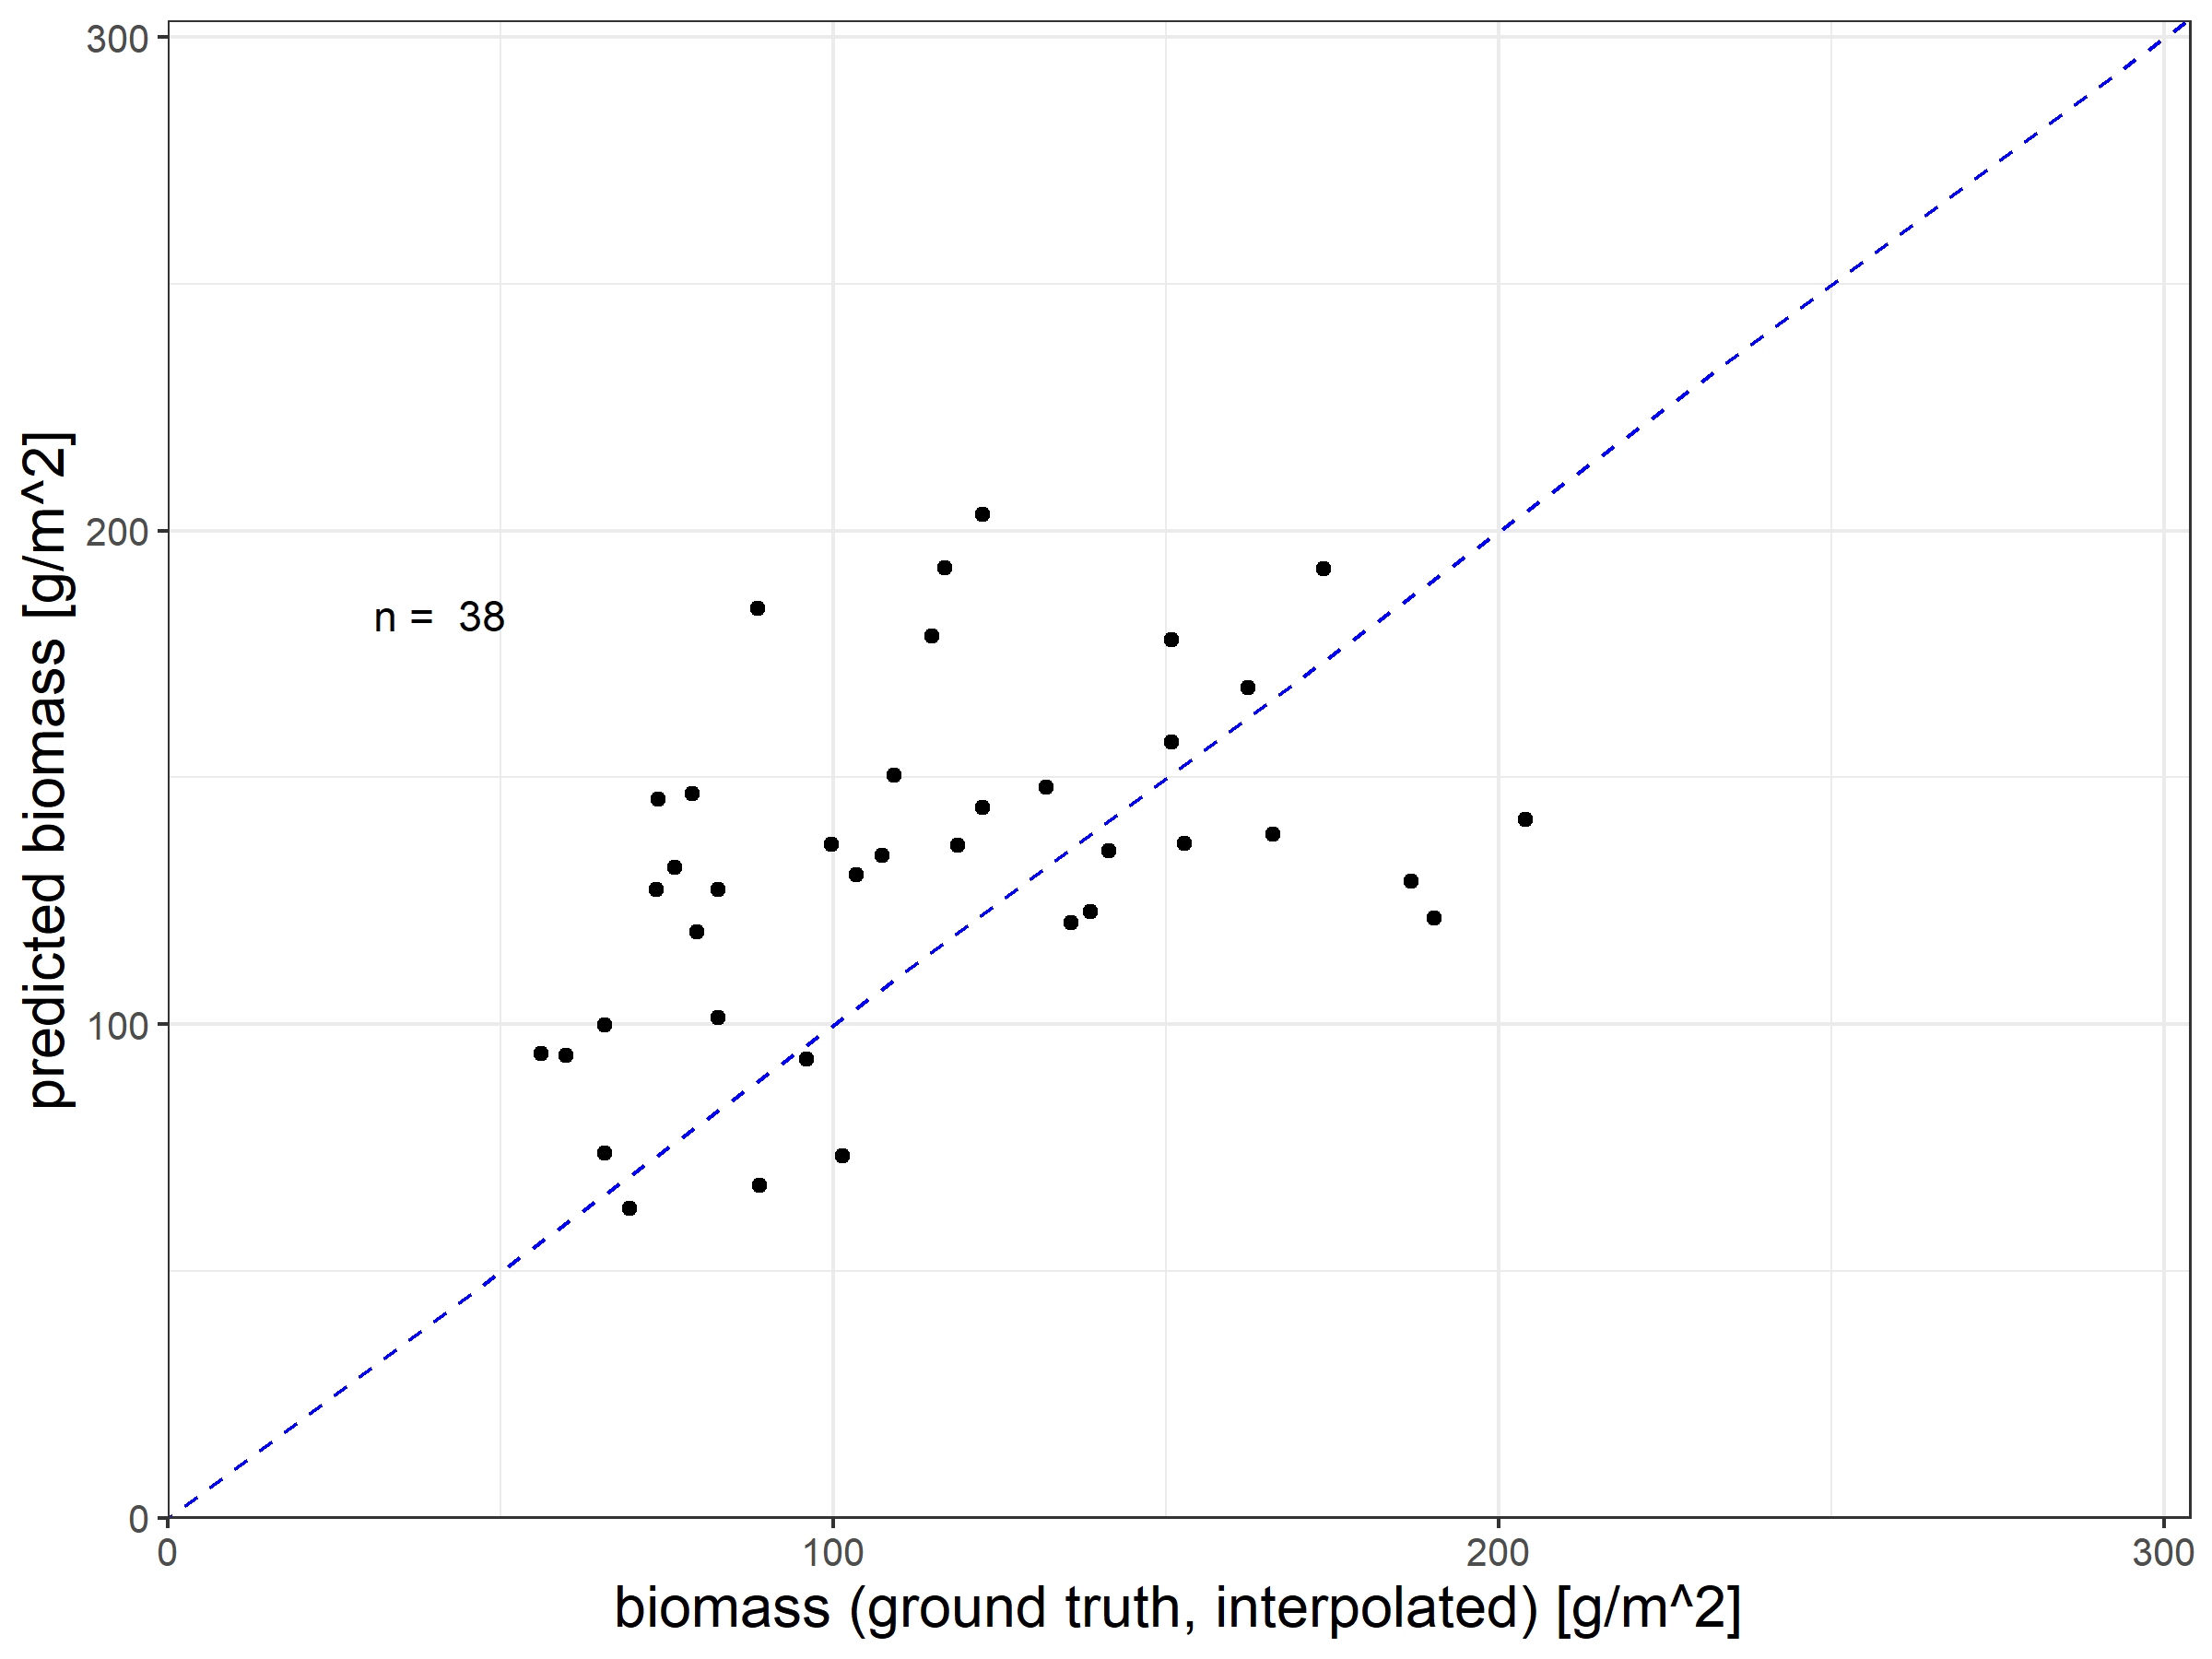 300
200
100
0
predicted biomass [g/m^2]
n =  38
0 100 200 300
biomass (ground truth, interpolated) [g/m^2]